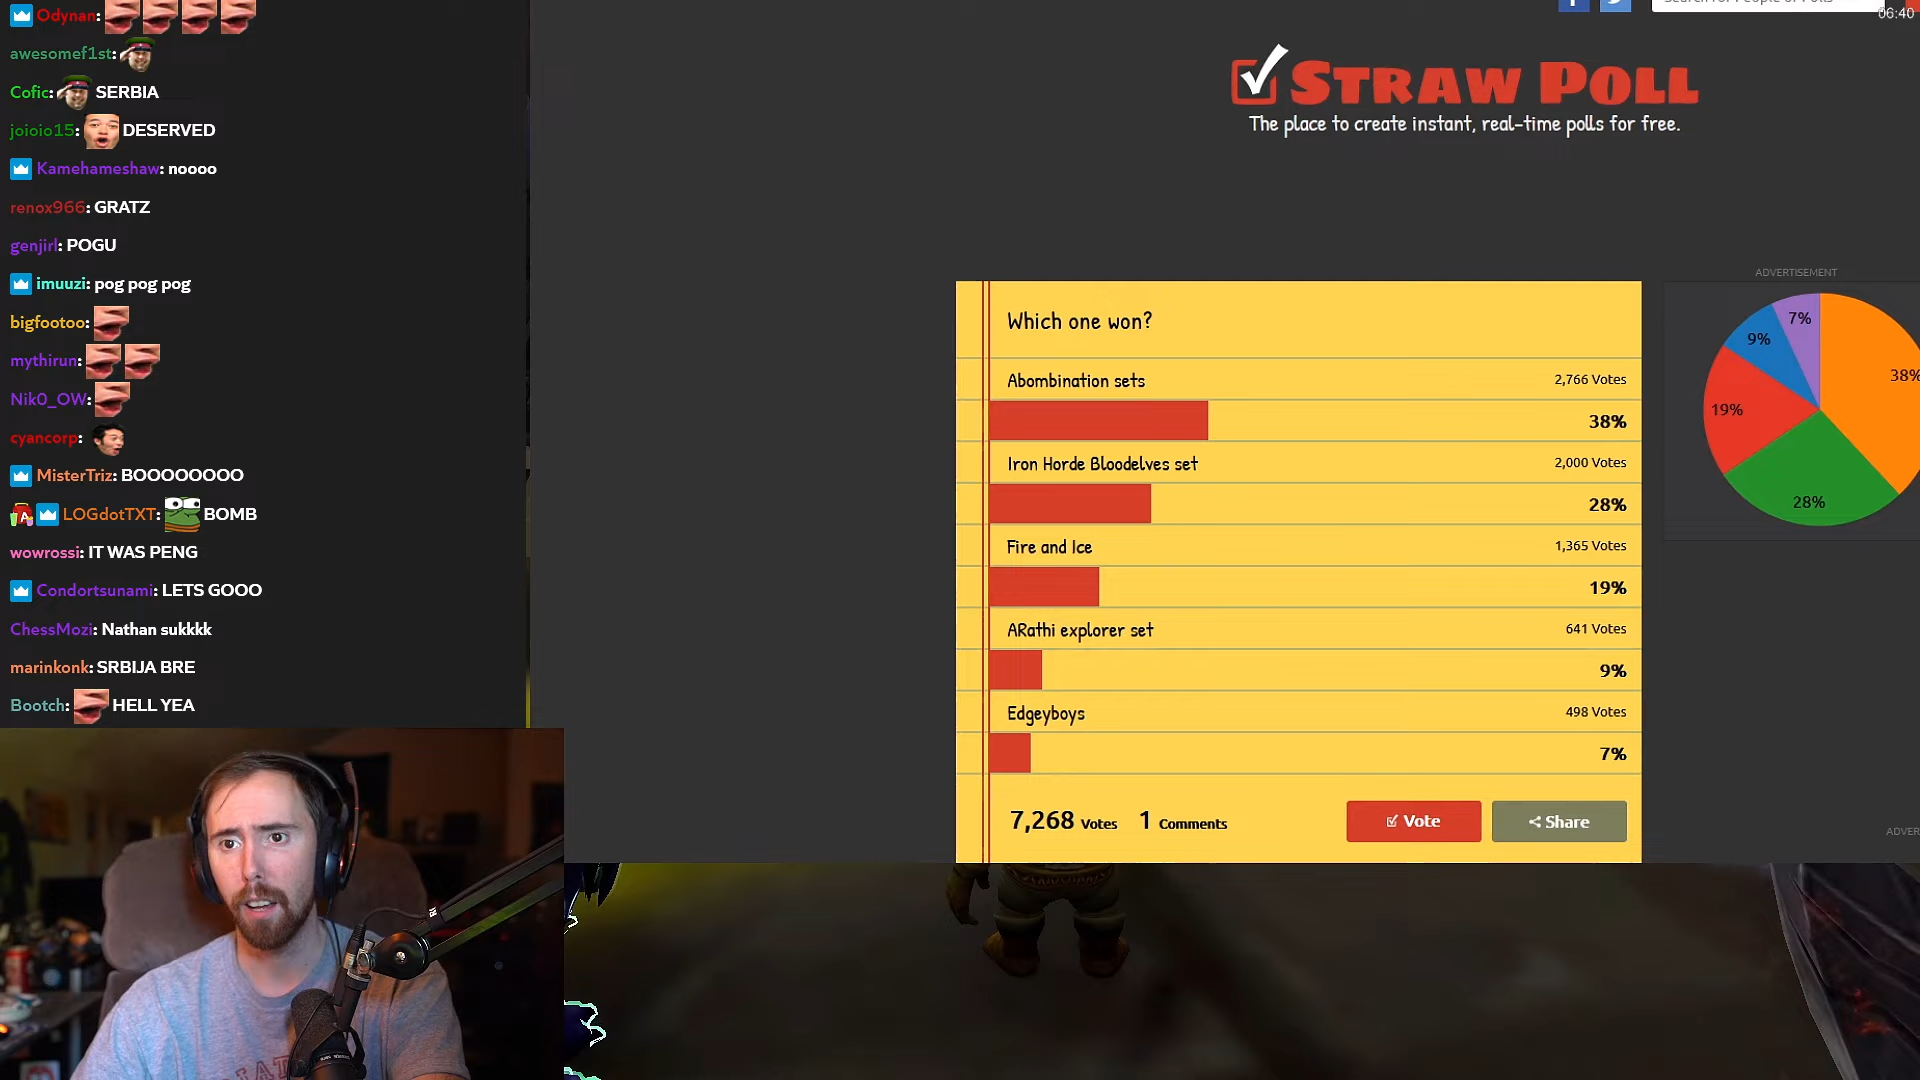 Odynan:
awesomef1st:
Cofic: SERBIA
joioio15: DESERVED
Kamehameshaw: noooo
renox966: GRATZ
genjirl: POGU
imuuzi: pog pog pog
bigfootoo:
mythirun:
Nik0_OW:
cyancorp:
MisterTriz: BOOOOOOOO
LOGdotTXT: BOMB
wowrossi: IT WAS PENG
Condortsunami: LETS GOOO
ChessMozi: Nathan sukkkk
marinkonk: SRBIJA BRE
Bootch: HELL YEA
06:40
STRAW POLL
The place to create instant, real-time polls for free.
Which one won?
Abombination sets 2,766 Votes
38%
Iron Horde Bloodelves set 2,000 Votes
28%
Fire and Ice 1,365 Votes
19%
ARathi explorer set 641 Votes
9%
Edgeyboys 498 Votes
7%
7,268 Votes 1 Comments Vote Share
ADVERTISEMENT
7%
9%
38%
19%
28%
ADVER